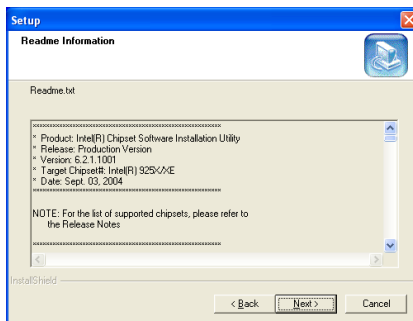 Setup
Readme Information
Readme.txt
************************************************************
* Product: Intel(R) Chipset Software Installation Utility
* Release: Production Version
* Version: 6.2.1.1001
* Target Chipset#: Intel(R) 925X/XE
* Date: Sept. 03, 2004
************************************************************
NOTE: For the list of supported chipsets, please refer to
the Release Notes
************************************************************
InstallShield
< Back
Next >
Cancel